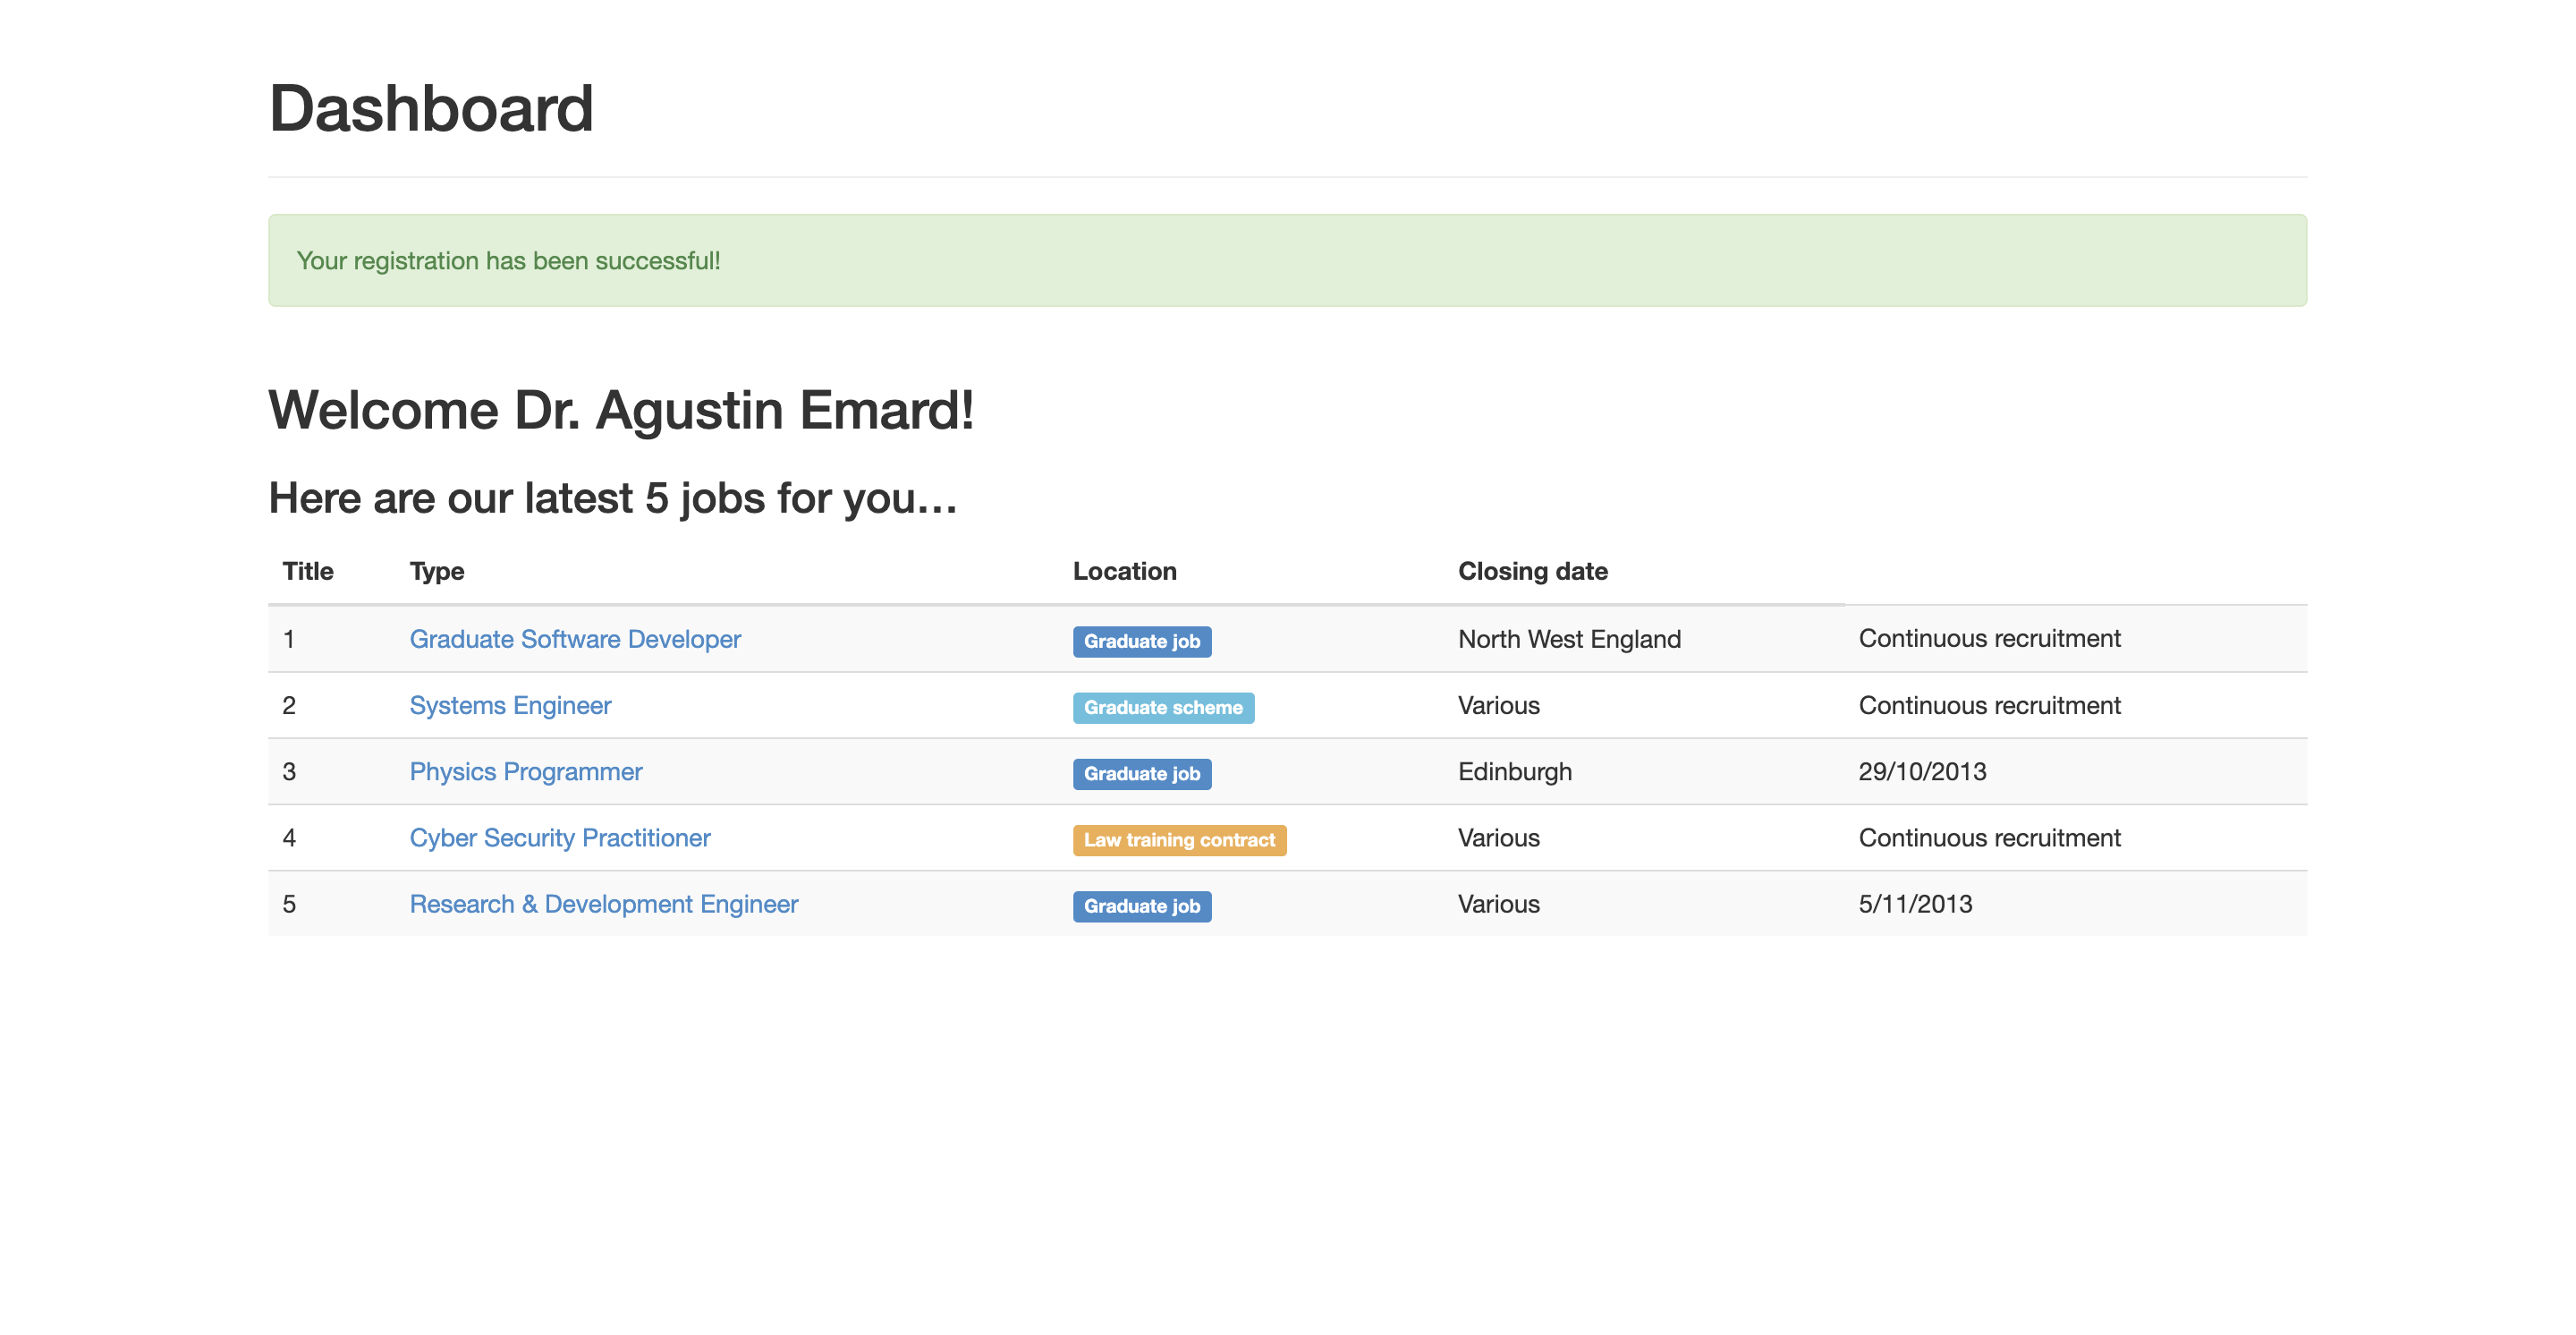 Dashboard
Your registration has been successful!
Welcome Dr. Agustin Emard!
Here are our latest 5 jobs for you...
Title Type Location Closing date
1 Graduate Software Developer Graduate job North West England Continuous recruitment
2 Systems Engineer Graduate scheme Various Continuous recruitment
3 Physics Programmer Graduate job Edinburgh 29/10/2013
4 Cyber Security Practitioner Law training contract Various Continuous recruitment
5 Research & Development Engineer Graduate job Various 5/11/2013